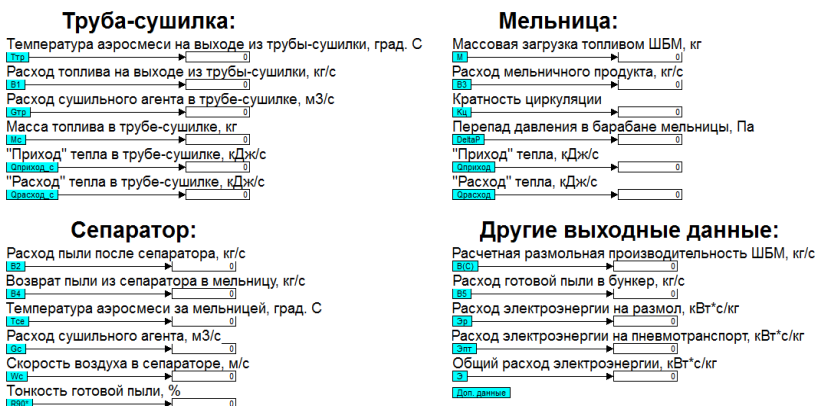 Труба-сушилка:
Температура аэросмеси на выходе из трубы-сушилки, град. С
Ттр 0
Расход топлива на выходе из трубы-сушилки, кг/с
B1 0
Расход сушильного агента в трубе-сушилке, м3/с
Gтр 0
Масса топлива в трубе-сушилке, кг
Мс 0
"Приход" тепла в трубе-сушилке, кДж/с
Qприход_с 0
"Расход" тепла в трубе-сушилке, кДж/с
Qрасход_с 0
Мельница:
Массовая загрузка топливом ШБМ, кг
М 0
Расход мельничного продукта, кг/с
B3 0
Кратность циркуляции
Кц 0
Перепад давления в барабане мельницы, Па
DeltaP 0
"Приход" тепла, кДж/с
Qприход 0
"Расход" тепла, кДж/с
Qрасход 0
Сепаратор:
Расход пыли после сепаратора, кг/с
B2 0
Возврат пыли из сепаратора в мельницу, кг/с
B4 0
Температура аэросмеси за мельницей, град. С
Тсе 0
Расход сушильного агента, м3/с
Gc 0
Скорость воздуха в сепараторе, м/с
Wc 0
Тонкость готовой пыли, %
R90" 0
Другие выходные данные:
Расчетная размольная производительность ШБМ, кг/с
B(C) 0
Расход готовой пыли в бункер, кг/с
B5 0
Расход электроэнергии на размол, кВт*с/кг
Эр 0
Расход электроэнергии на пневмотранспорт, кВт*с/кг
Эпт 0
Общий расход электроэнергии, кВт*с/кг
Э 0
Доп. данные